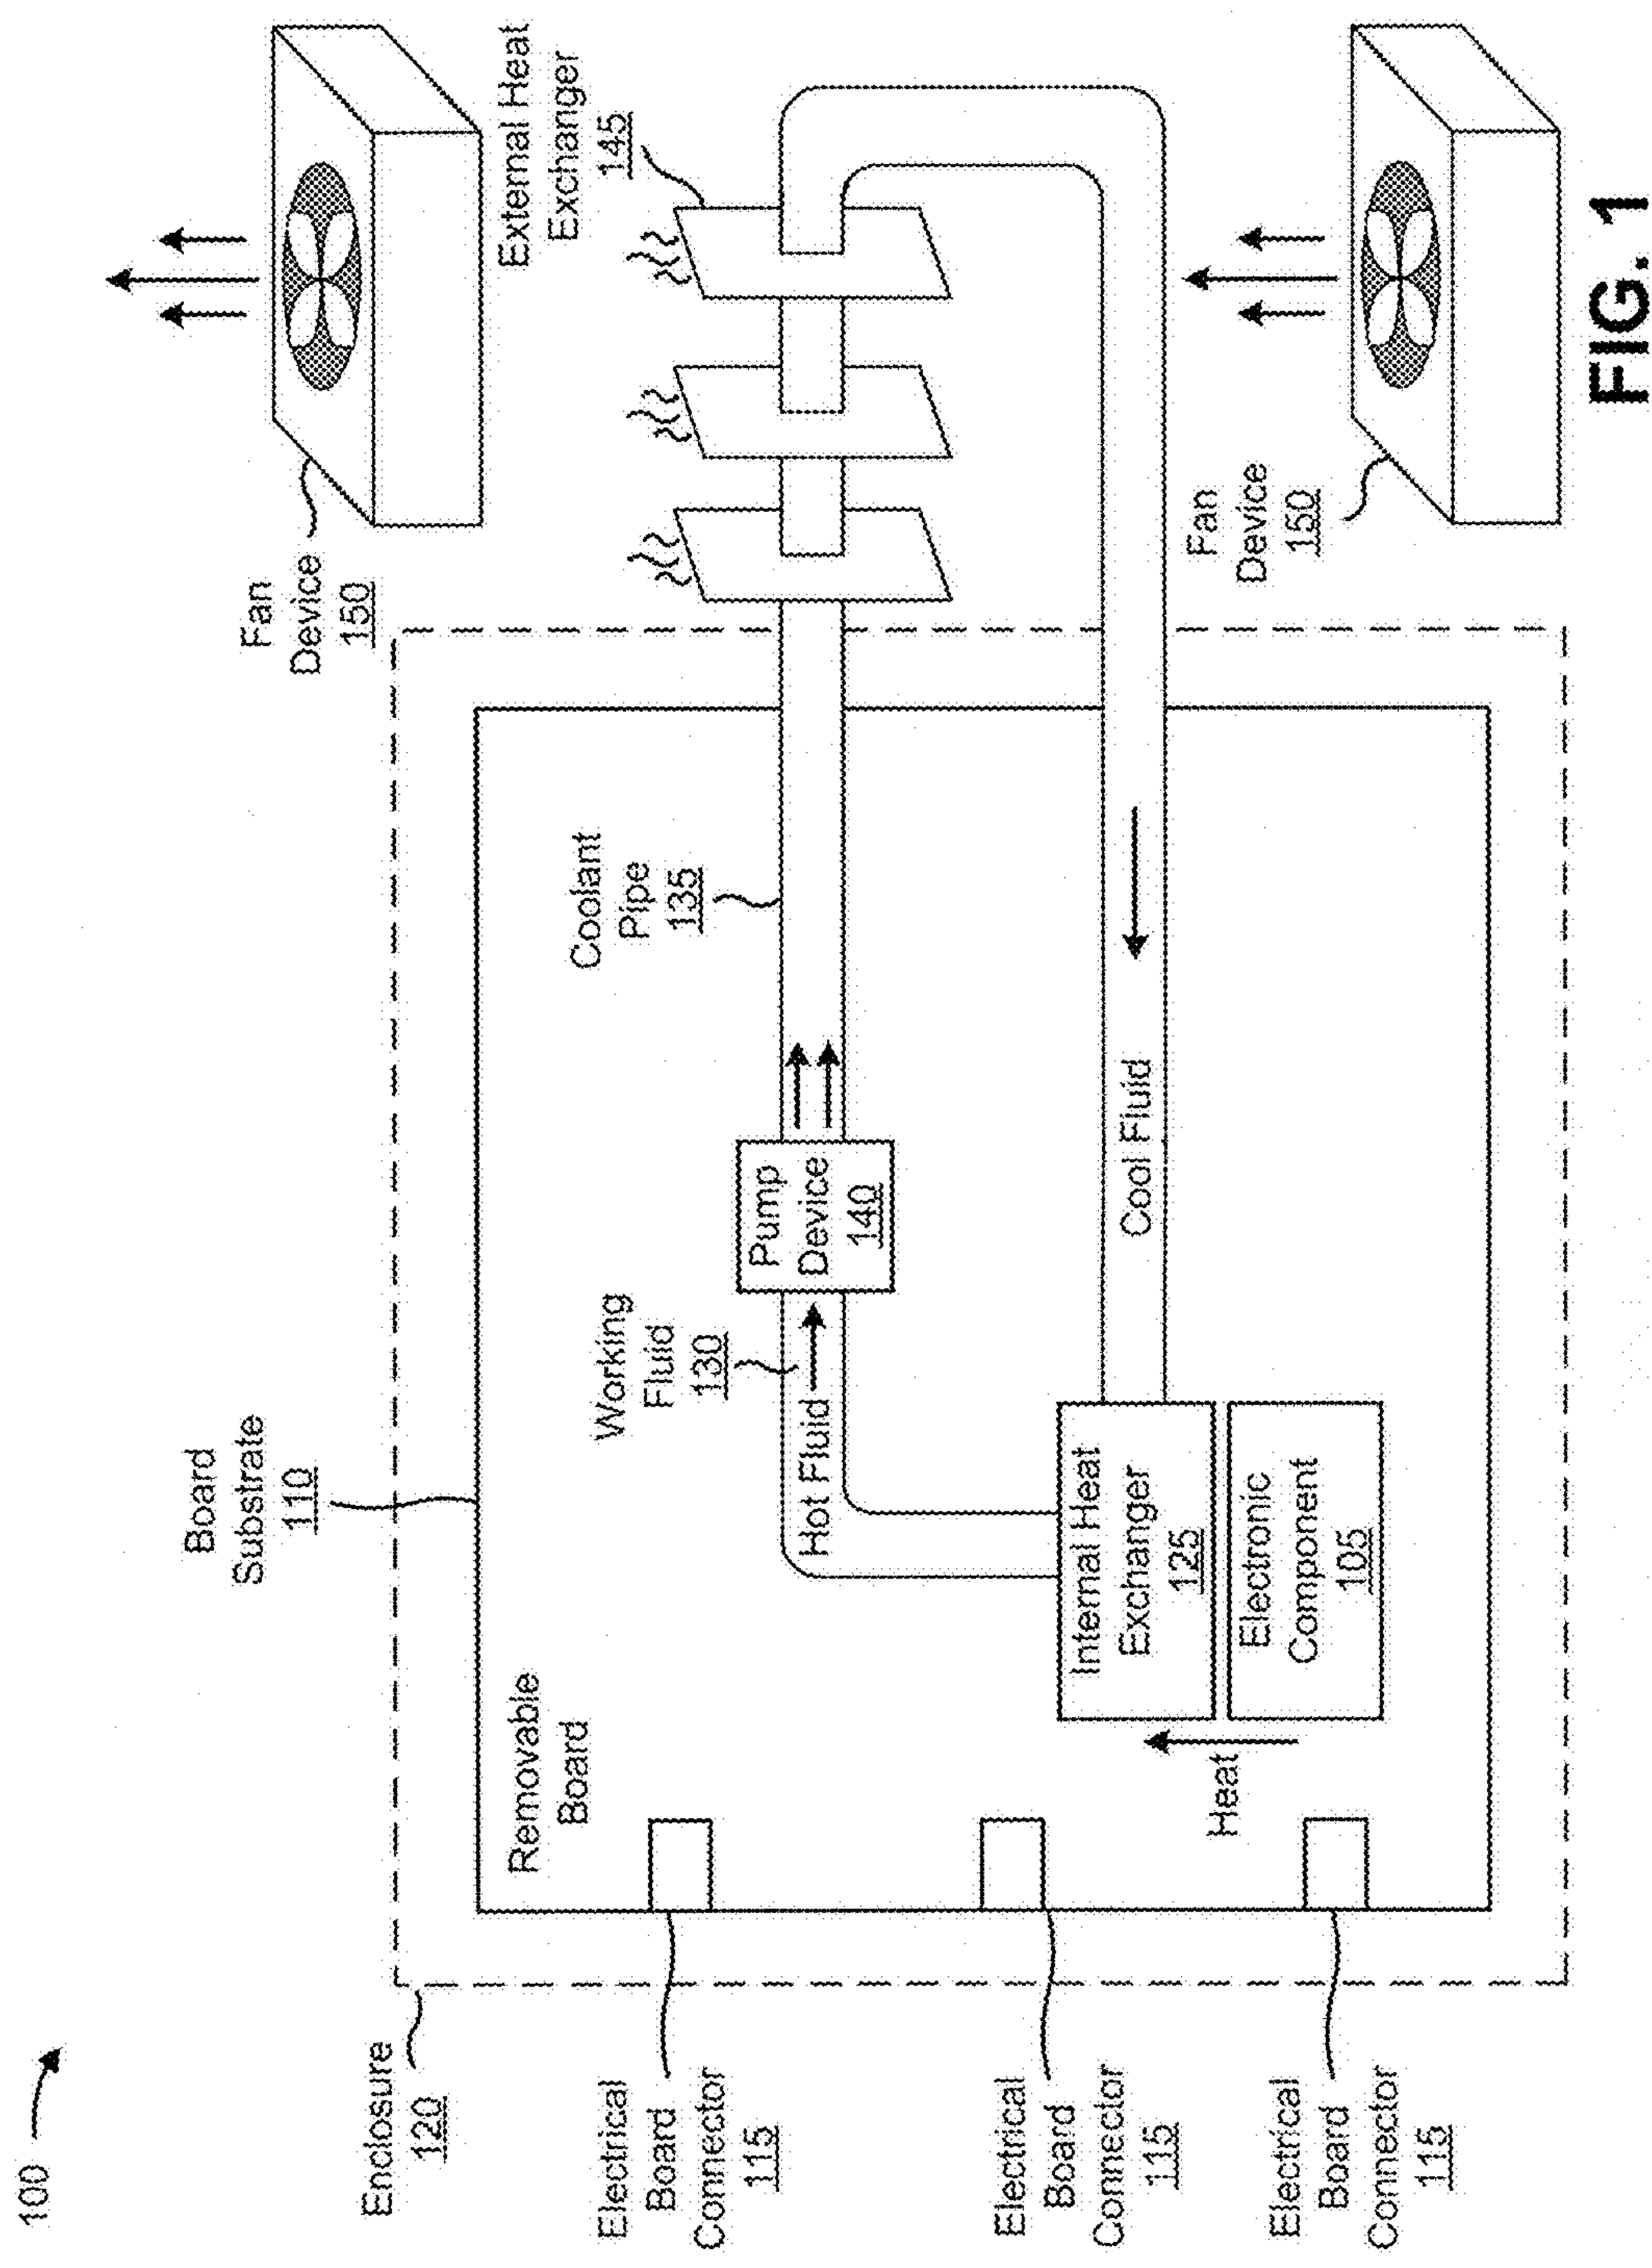 100
Board
Substrate
110
Fan
Device
150
Enclosure
120
Removable
Board
External Heat
Exchanger
145
Coolant
Pipe
135
Working
Fluid
130
Electrical
Board
Connector
115
Hot Fluid
Pump
Device
140
Electrical
Board
Connector
115
Internal Heat
Exchanger
125
Cool Fluid
Heat
Electronic
Component
105
Fan
Device
150
Electrical
Board
Connector
115
FIG. 1